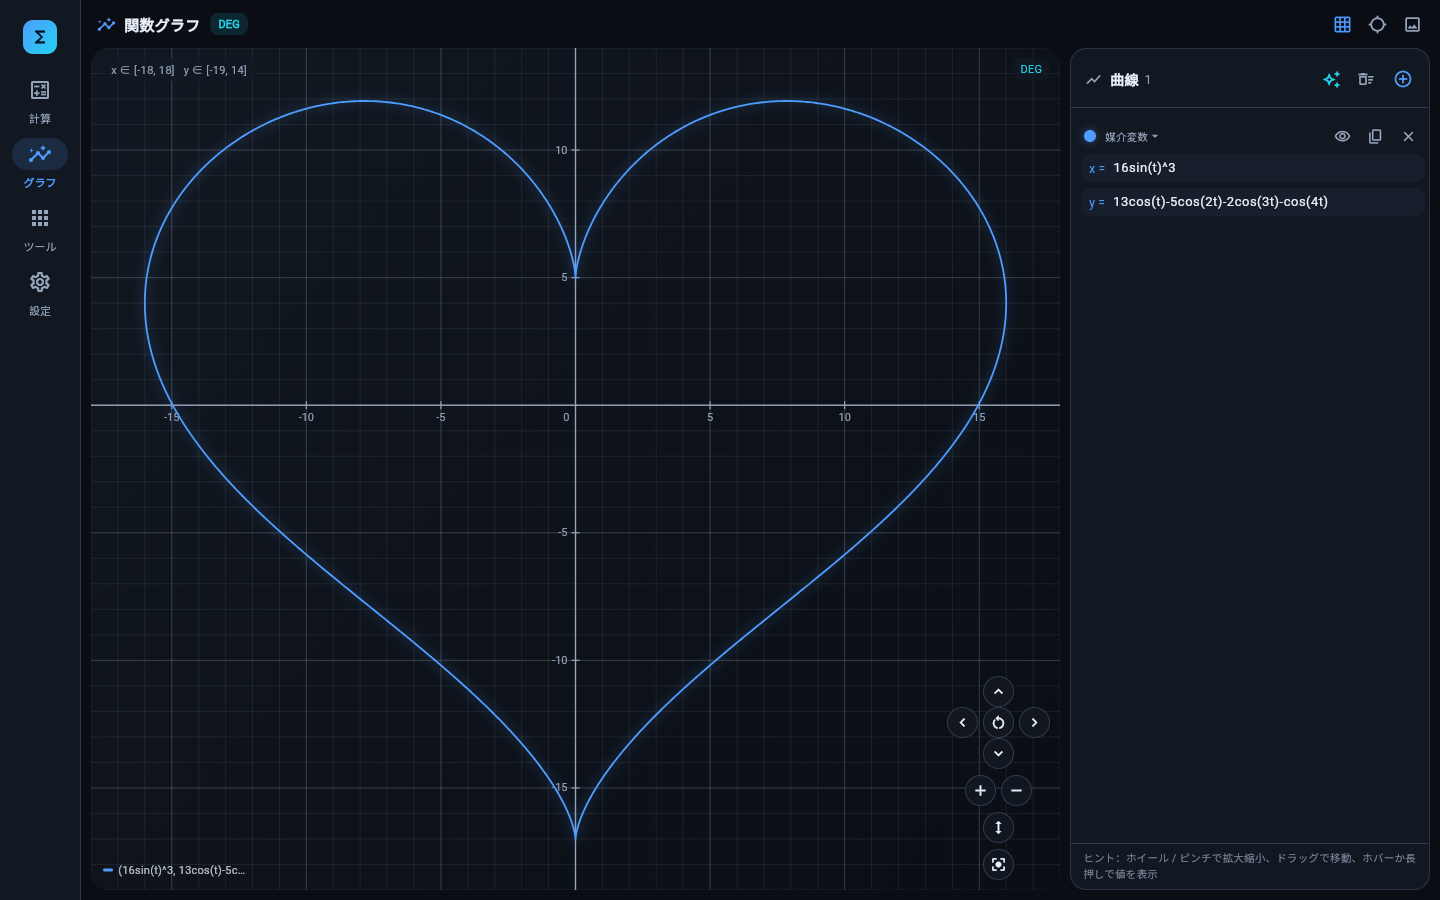 Σ
計算
グラフ
ツール
設定
関数グラフ DEG
x ∈ [-18, 18] y ∈ [-19, 14]
DEG
10
5
-15 -10 -5 0 5 10 15
-5
-10
-15
(16sin(t)^3, 13cos(t)-5c…
曲線 1
媒介変数
x = 16sin(t)^3
y = 13cos(t)-5cos(2t)-2cos(3t)-cos(4t)
ヒント: ホイール / ピンチで拡大縮小、ドラッグで移動、ホバーか長
押しで値を表示